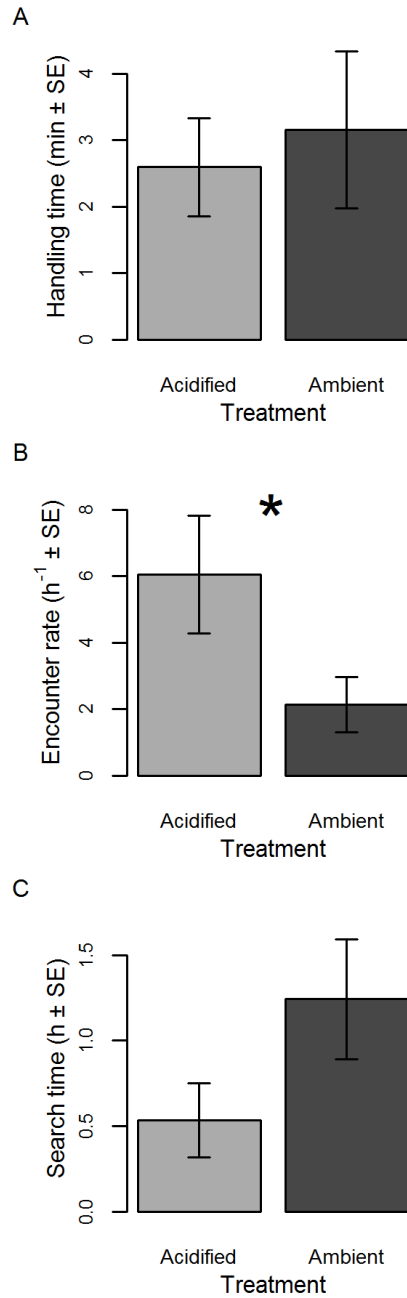 A
Handling time (min ± SE)
4
3
2
1
0
Acidified Ambient
Treatment
B
Encounter rate (h⁻¹ ± SE)
8
6
4
2
0
*
Acidified Ambient
Treatment
C
Search time (h ± SE)
1.5
1.0
0.5
0.0
Acidified Ambient
Treatment